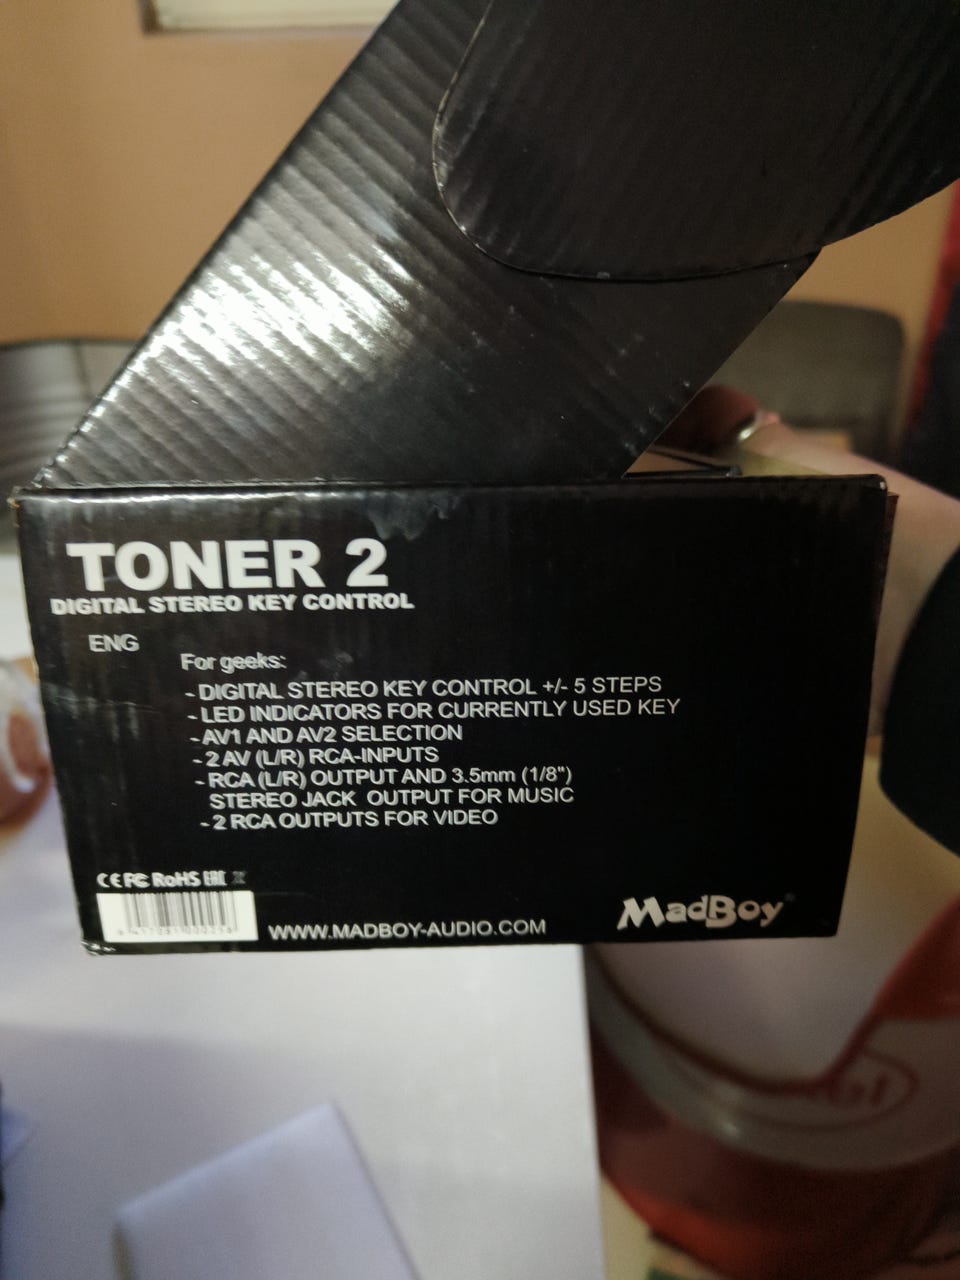 TONER 2
DIGITAL STEREO KEY CONTROL
ENG
For geeks:
- DIGITAL STEREO KEY CONTROL +/- 5 STEPS
- LED INDICATORS FOR CURRENTLY USED KEY
- AV1 AND AV2 SELECTION
- 2 AV (L/R) RCA-INPUTS
- RCA (L/R) OUTPUT AND 3.5mm (1/8")
STEREO JACK OUTPUT FOR MUSIC
- 2 RCA OUTPUTS FOR VIDEO
CE FC RoHS EAC
WWW.MADBOY-AUDIO.COM
MadBoy